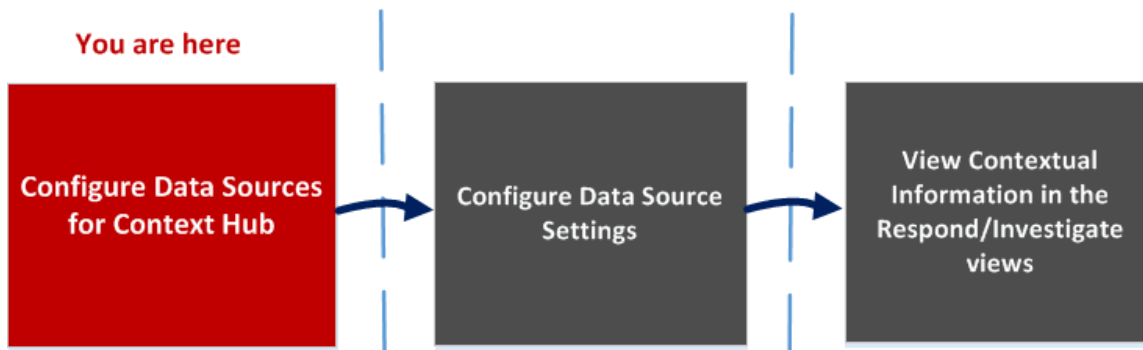 You are here
Configure Data Sources
for Context Hub
Configure Data Source
Settings
View Contextual
Information in the
Respond/Investigate
views